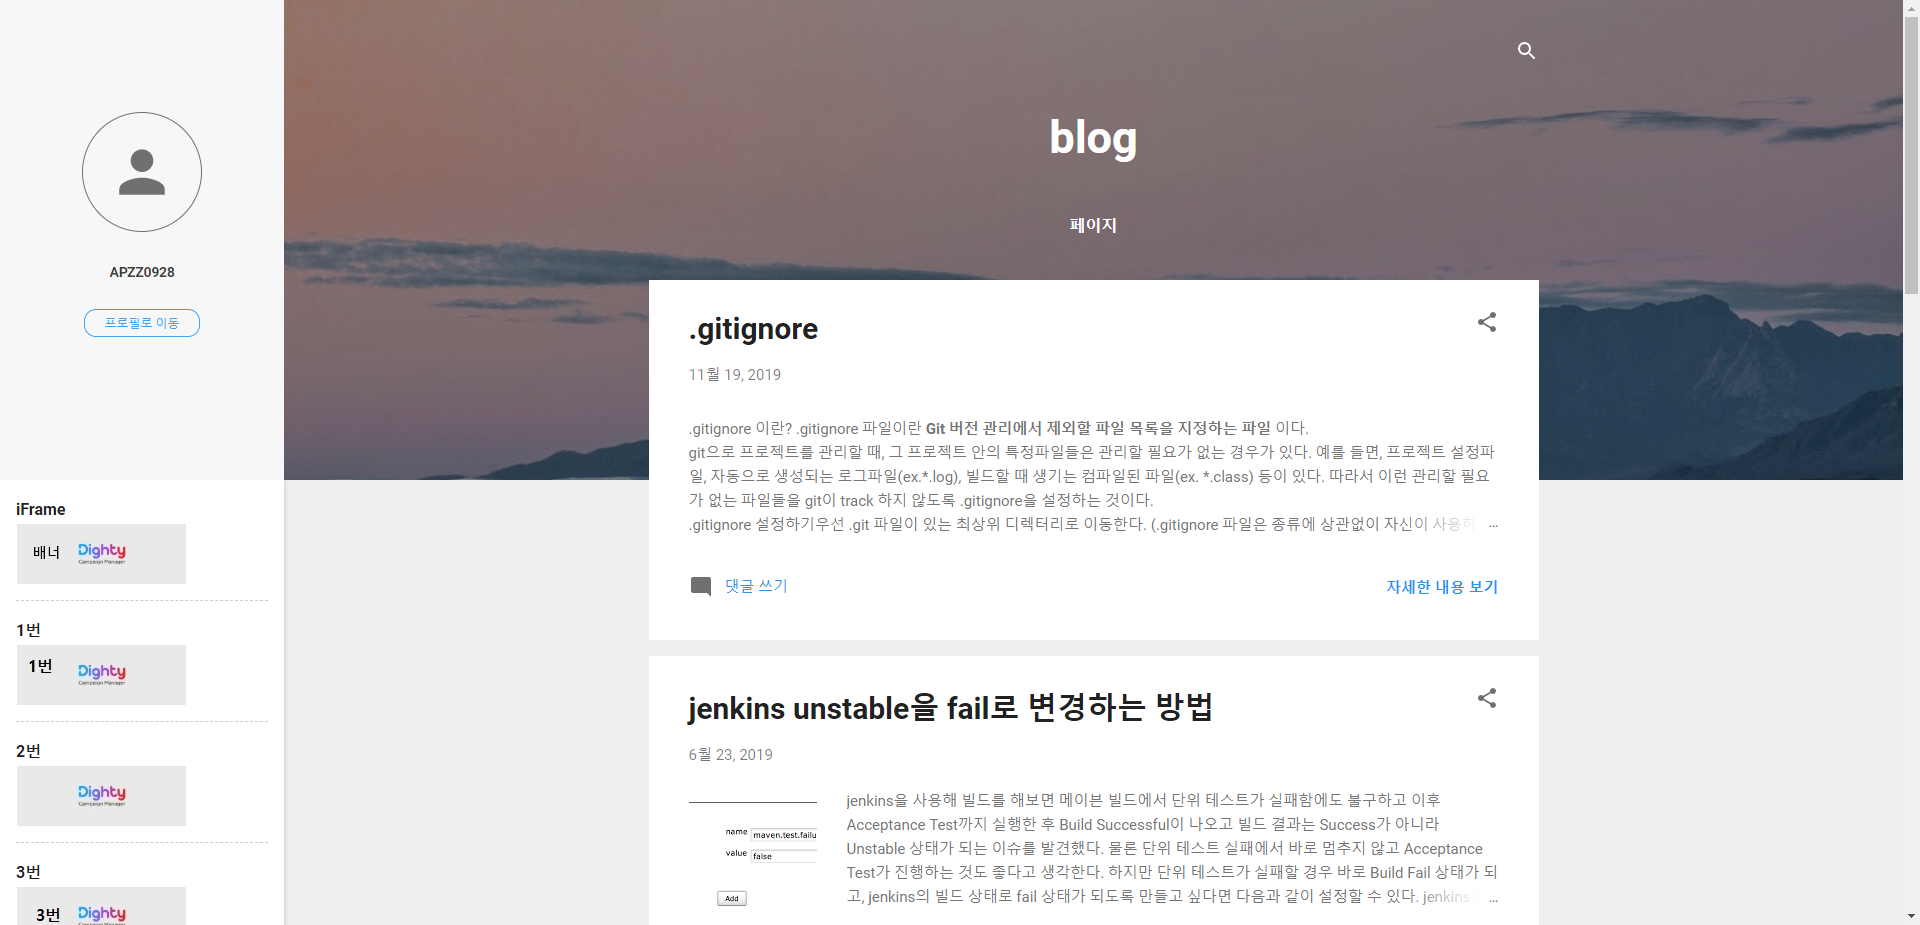 APZZ0928
프로필로 이동
iFrame
배너
Dighty
Campaign Manager
1번
1번
Dighty
Campaign Manager
2번
Dighty
Campaign Manager
3번
3번
Dighty
Campaign Manager
blog
페이지
.gitignore
11월 19, 2019
.gitignore 이란? .gitignore 파일이란 Git 버전 관리에서 제외할 파일 목록을 지정하는 파일 이다.
git으로 프로젝트를 관리할 때, 그 프로젝트 안의 특정파일들은 관리할 필요가 없는 경우가 있다. 예를 들면, 프로젝트 설정파
일, 자동으로 생성되는 로그파일(ex.*.log), 빌드할 때 생기는 컴파일된 파일(ex. *.class) 등이 있다. 따라서 이런 관리할 필요
가 없는 파일들을 git이 track 하지 않도록 .gitignore을 설정하는 것이다.
.gitignore 설정하기우선 .git 파일이 있는 최상위 디렉터리로 이동한다. (.gitignore 파일은 종류에 상관없이 자신이 사용하 ...
댓글 쓰기
자세한 내용 보기
jenkins unstable을 fail로 변경하는 방법
6월 23, 2019
name maven.test.failu
value false
Add
jenkins을 사용해 빌드를 해보면 메이븐 빌드에서 단위 테스트가 실패함에도 불구하고 이후
Acceptance Test까지 실행한 후 Build Successful이 나오고 빌드 결과는 Success가 아니라
Unstable 상태가 되는 이슈를 발견했다. 물론 단위 테스트 실패에서 바로 멈추지 않고 Acceptance
Test가 진행하는 것도 좋다고 생각한다. 하지만 단위 테스트가 실패할 경우 바로 Build Fail 상태가 되
고, jenkins의 빌드 상태로 fail 상태가 되도록 만들고 싶다면 다음과 같이 설정할 수 있다. jenkins ...